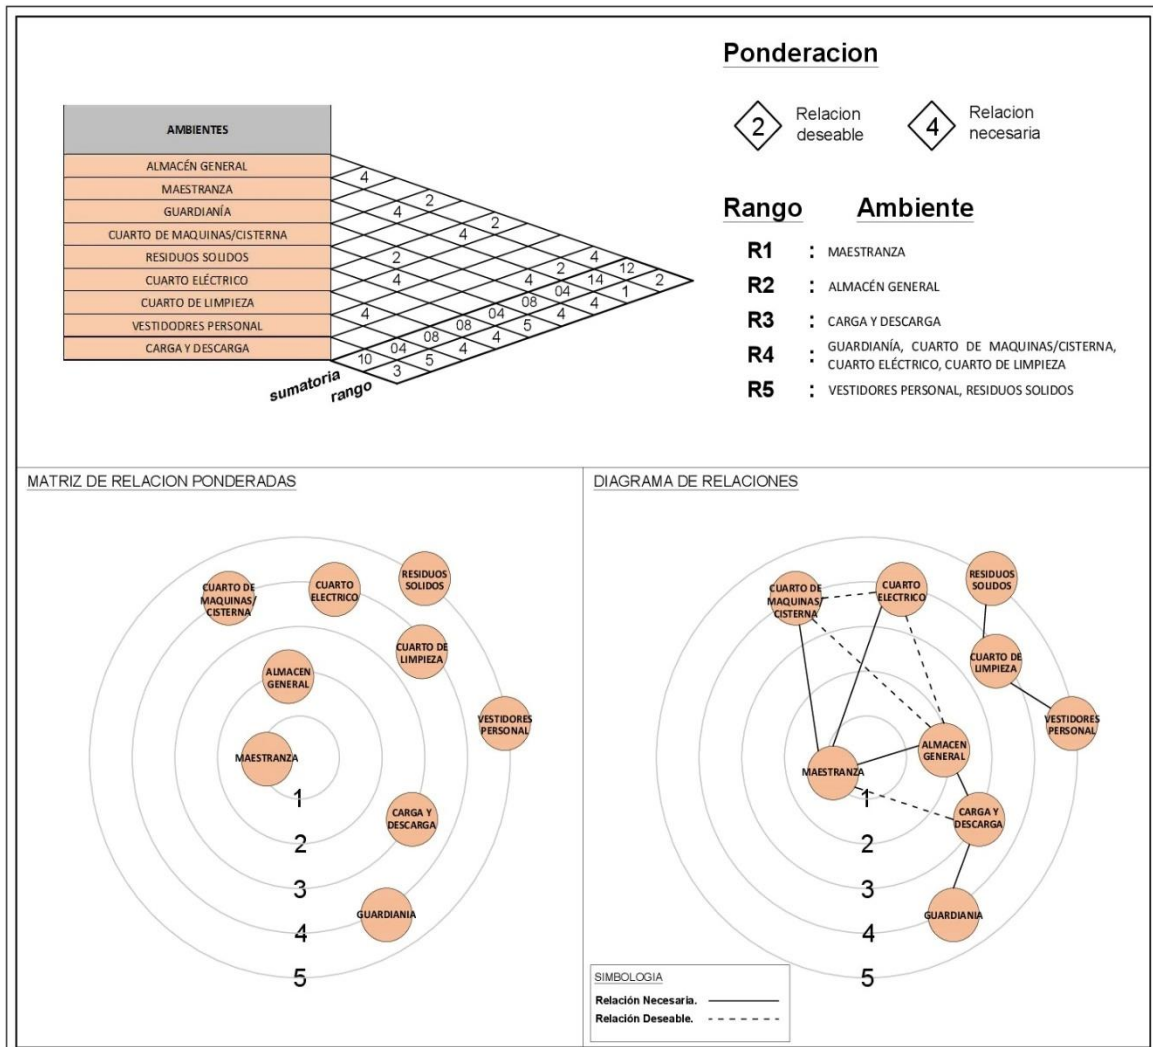 Ponderacion
2
Relacion
deseable
4
Relacion
necesaria
AMBIENTES
ALMACÉN GENERAL
MAESTRANZA
GUARDIANÍA
CUARTO DE MAQUINAS/CISTERNA
RESIDUOS SOLIDOS
CUARTO ELÉCTRICO
CUARTO DE LIMPIEZA
VESTIDODRES PERSONAL
CARGA Y DESCARGA
4
2
4
2
4
4
12
2
2
2
14
4
4
04
1
08
4
4
04
5
08
4
08
4
04
5
10
3
sumatoria
rango
Rango Ambiente
R1 : MAESTRANZA
R2 : ALMACÉN GENERAL
R3 : CARGA Y DESCARGA
R4 : GUARDIANÍA, CUARTO DE MAQUINAS/CISTERNA,
CUARTO ELÉCTRICO, CUARTO DE LIMPIEZA
R5 : VESTIDORES PERSONAL, RESIDUOS SOLIDOS
MATRIZ DE RELACION PONDERADAS
CUARTO DE
MAQUINAS/
CISTERNA
CUARTO
ELECTRICO
RESIDUOS
SOLIDOS
CUARTO DE
LIMPIEZA
ALMACEN
GENERAL
VESTIDORES
PERSONAL
MAESTRANZA
1
CARGA Y
DESCARGA
2
3
GUARDIANIA
4
5
DIAGRAMA DE RELACIONES
CUARTO DE
MAQUINAS/
CISTERNA
CUARTO
ELECTRICO
RESIDUOS
SOLIDOS
CUARTO DE
LIMPIEZA
VESTIDORES
PERSONAL
ALMACEN
GENERAL
MAESTRANZA
1
CARGA Y
DESCARGA
2
3
GUARDIANIA
4
5
SIMBOLOGIA
Relación Necesaria.
Relación Deseable.